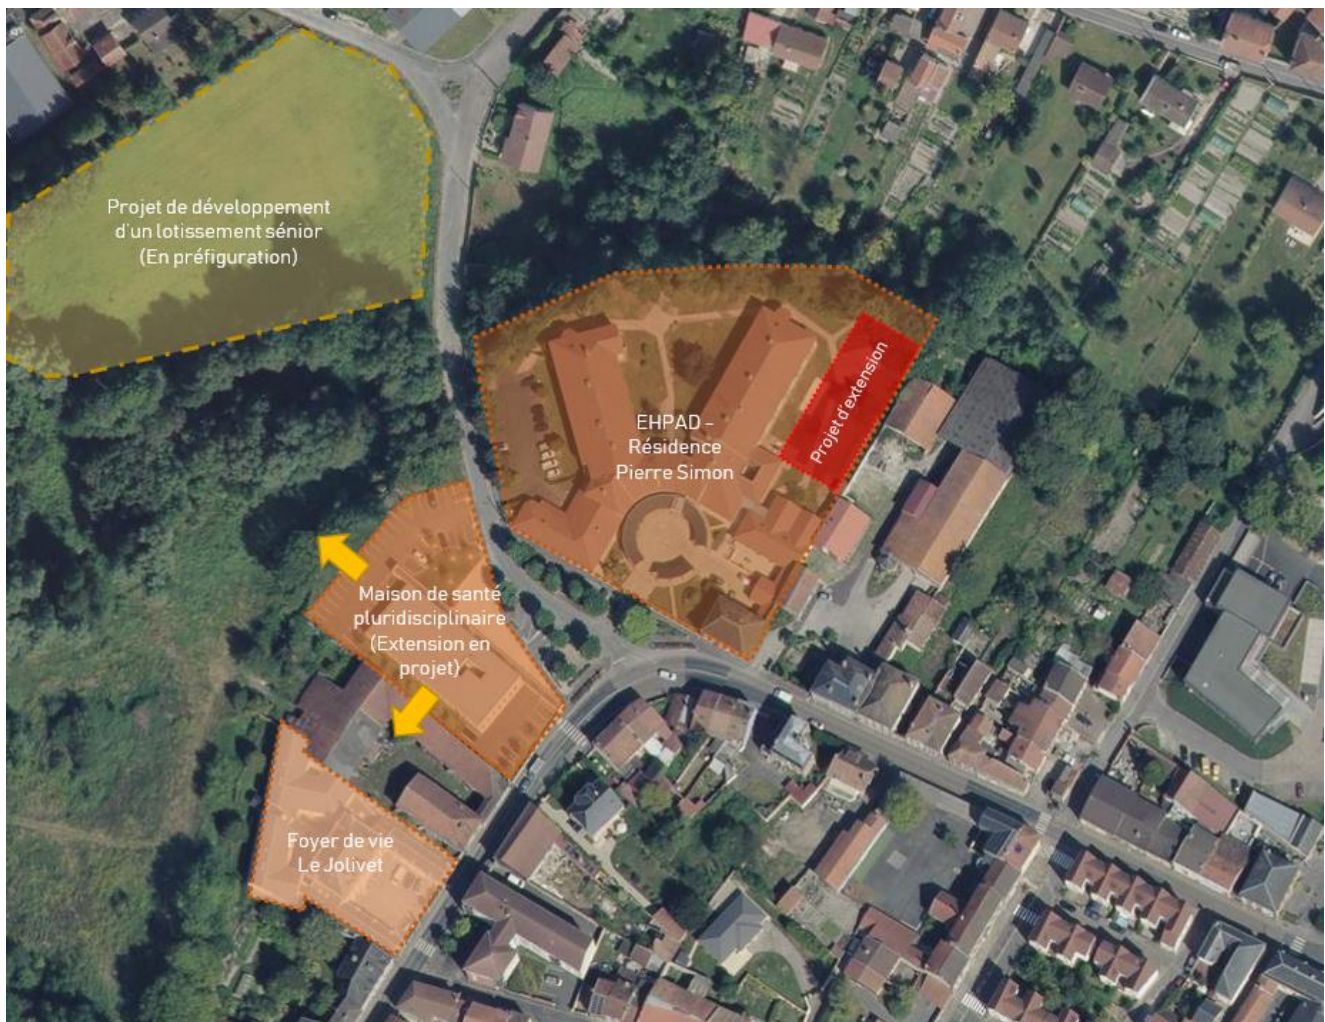 Projet de développement
d'un lotissement sénior
(En préfiguration)
EHPAD –
Résidence
Pierre Simon
Projet d'extension
Maison de santé
pluridisciplinaire
(Extension en
projet)
Foyer de vie
Le Jolivet